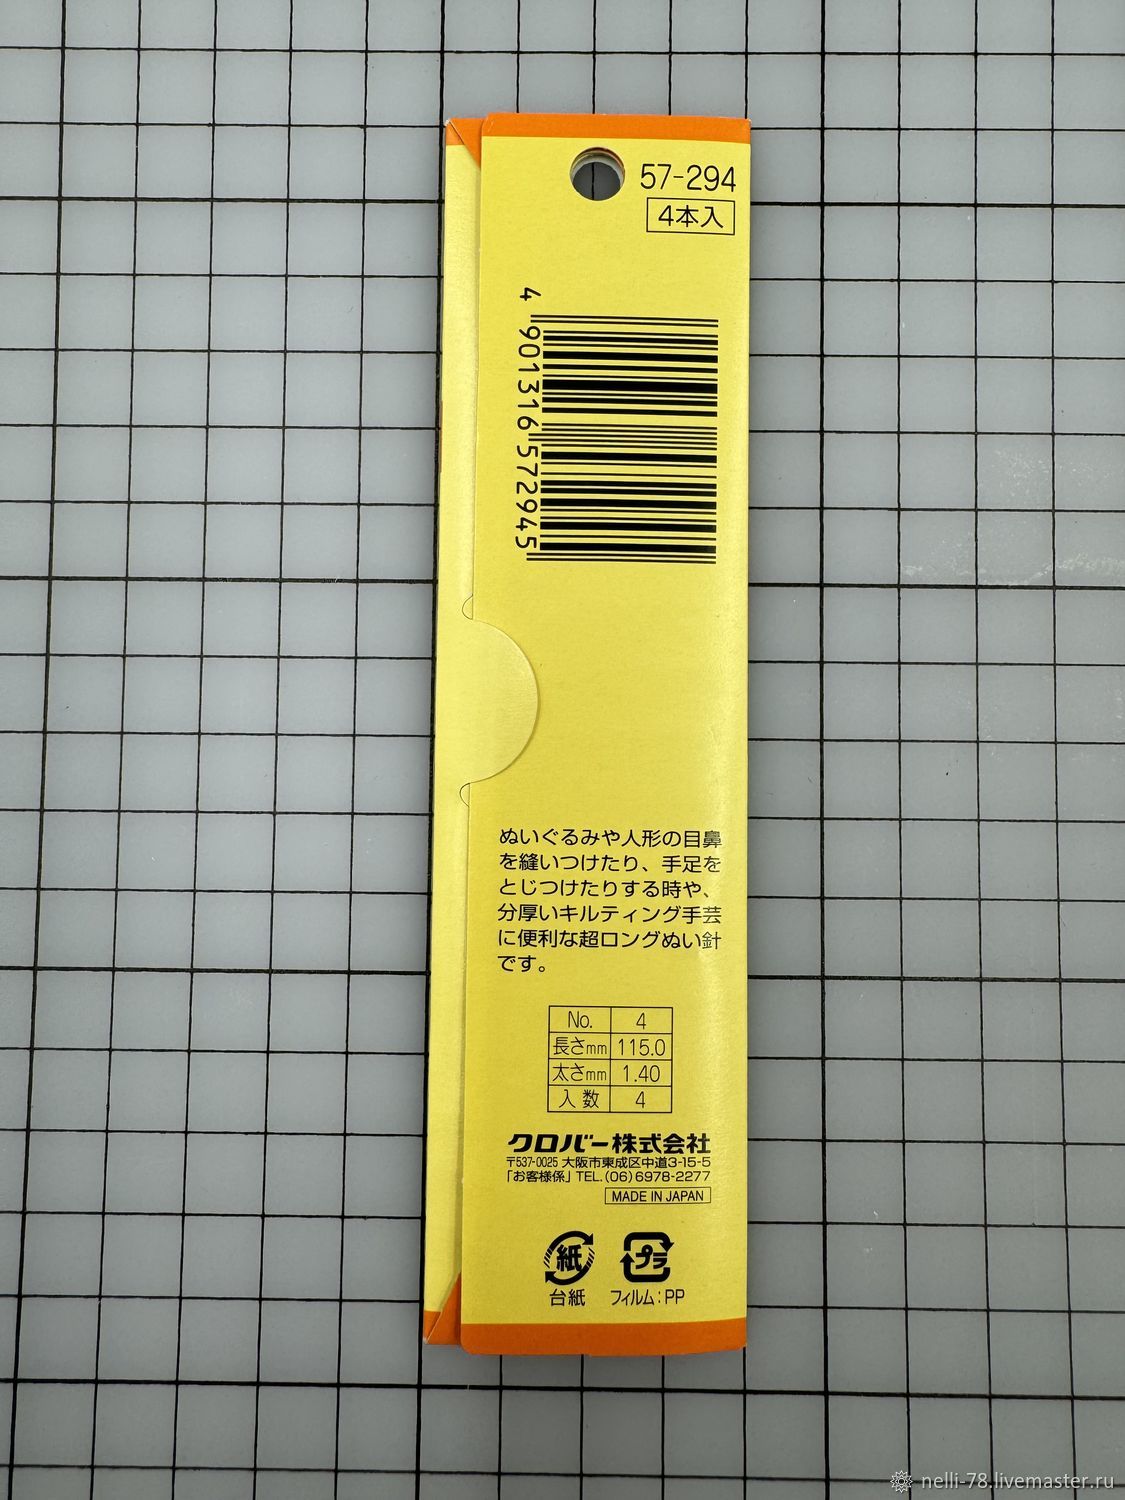 57-294
4本入
4 901316 572945
ぬいぐるみや人形の目鼻
を縫いつけたり、手足を
とじつけたりする時や、
分厚いキルティング手芸
に便利な超ロングぬい針
です。
No. 4
長さmm 115.0
太さmm 1.40
入数 4
クロバー株式会社
〒537-0025 大阪市東成区中道3-15-5
「お客様係」TEL.(06)6978-2277
MADE IN JAPAN
紙 プラ
台紙 フィルム:PP
nelli-78.livemaster.ru